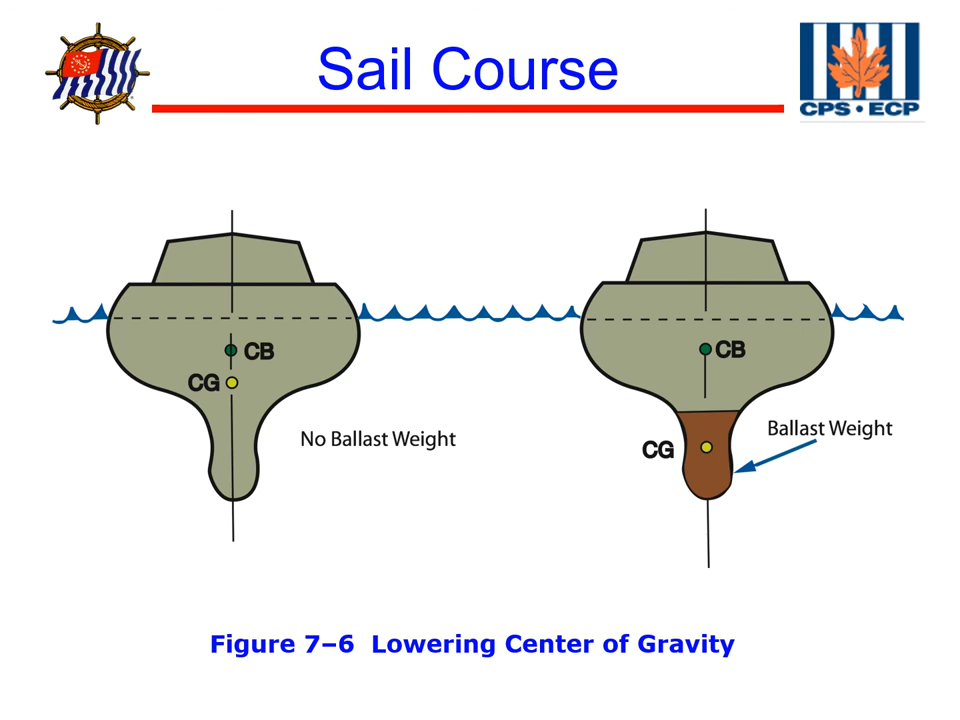 Sail Course
CPS • ECP
CB
CG
No Ballast Weight
CB
CG
Ballast Weight
Figure 7–6 Lowering Center of Gravity